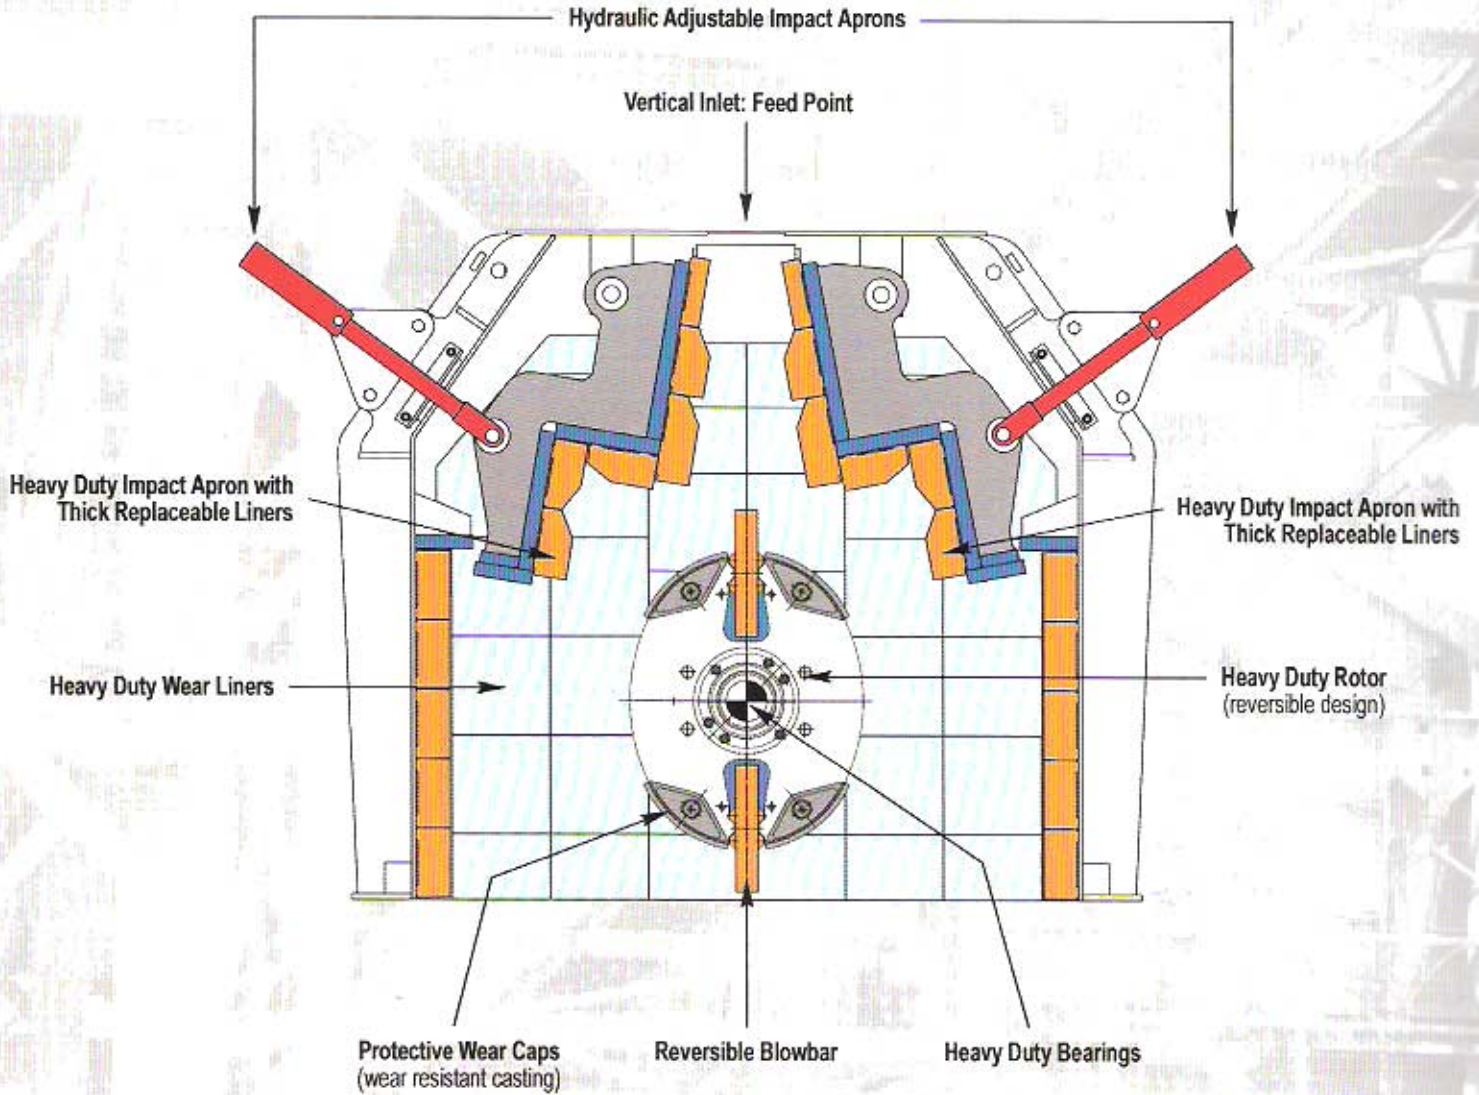 Hydraulic Adjustable Impact Aprons
Vertical Inlet: Feed Point
Heavy Duty Impact Apron with
Thick Replaceable Liners
Heavy Duty Impact Apron with
Thick Replaceable Liners
Heavy Duty Wear Liners
Heavy Duty Rotor
(reversible design)
Protective Wear Caps
(wear resistant casting)
Reversible Blowbar
Heavy Duty Bearings